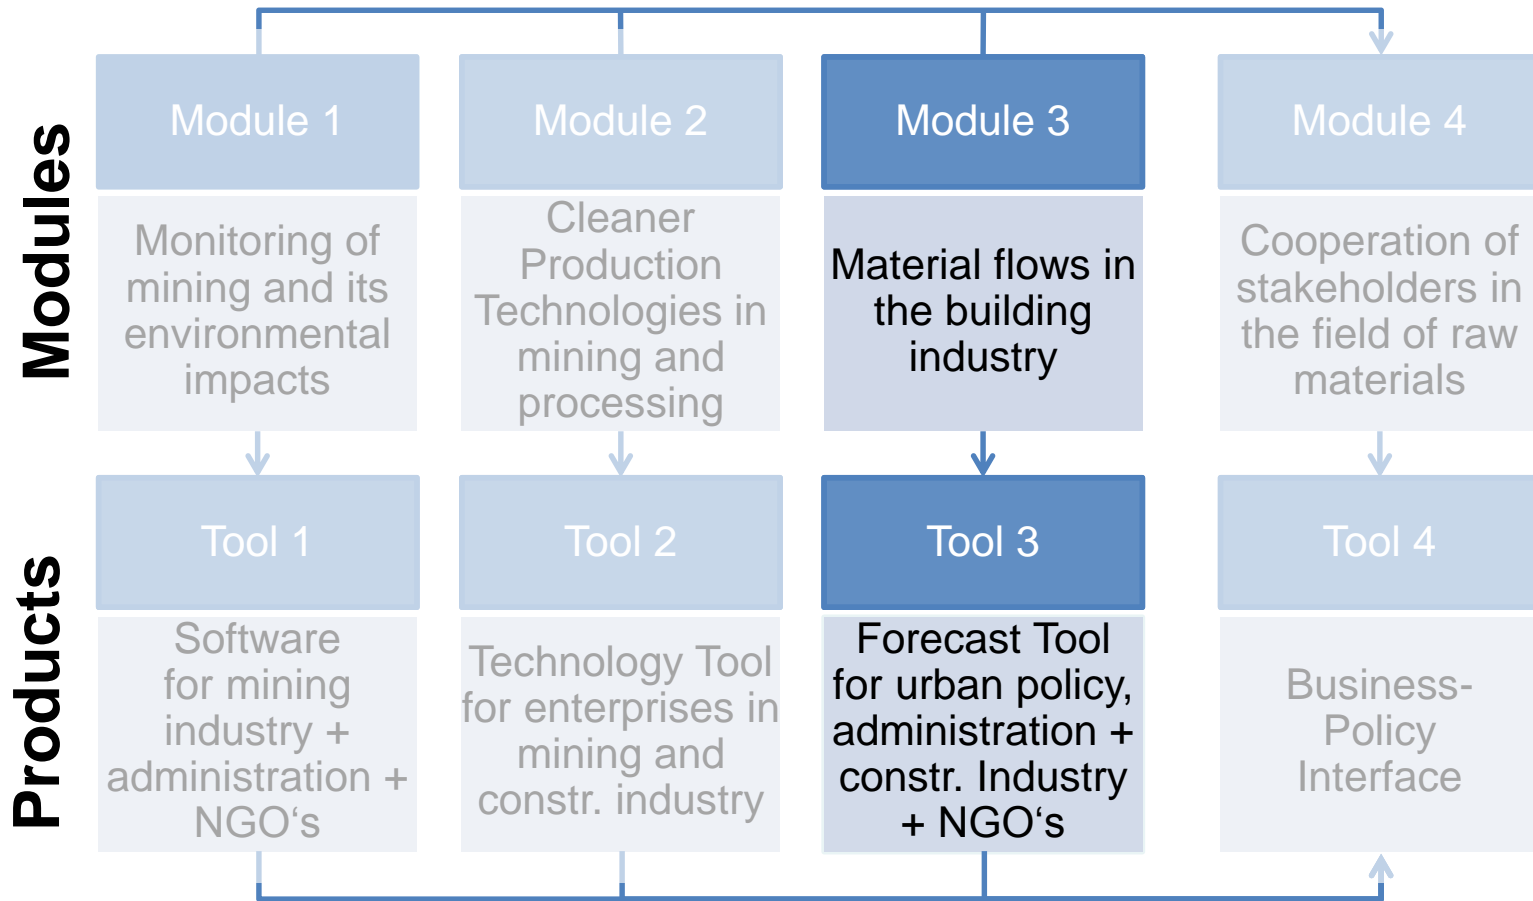 Modules
Module 1
Module 2
Module 3
Module 4
Monitoring of
mining and its
environmental
impacts
Cleaner
Production
Technologies in
mining and
processing
Material flows in
the building
industry
Cooperation of
stakeholders in
the field of raw
materials
Products
Tool 1
Tool 2
Tool 3
Tool 4
Software
for mining
industry +
administration +
NGO‘s
Technology Tool
for enterprises in
mining and
constr. industry
Forecast Tool
for urban policy,
administration +
constr. Industry
+ NGO‘s
Business-
Policy
Interface